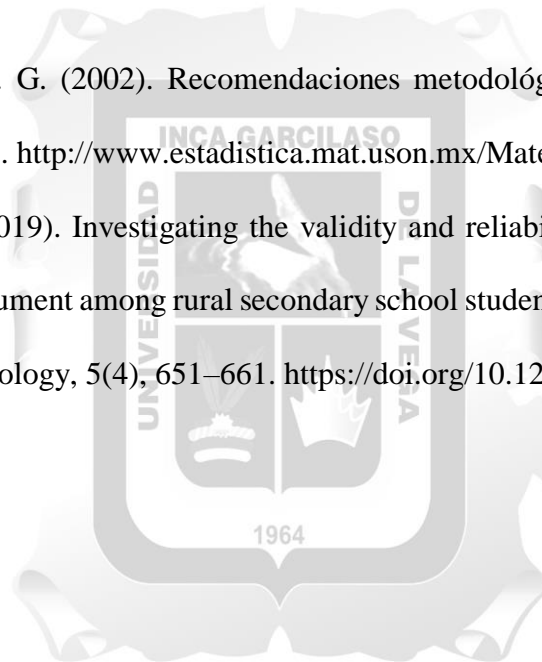 . G. (2002). Recomendaciones metodológ
INCA GARCILASO
. http://www.estadistica.mat.uson.mx/Mate
019). Investigating the validity and reliabi
ument among rural secondary school studen
ology, 5(4), 651–661. https://doi.org/10.12
UNIVERSIDAD
DE LA VEGA
1964